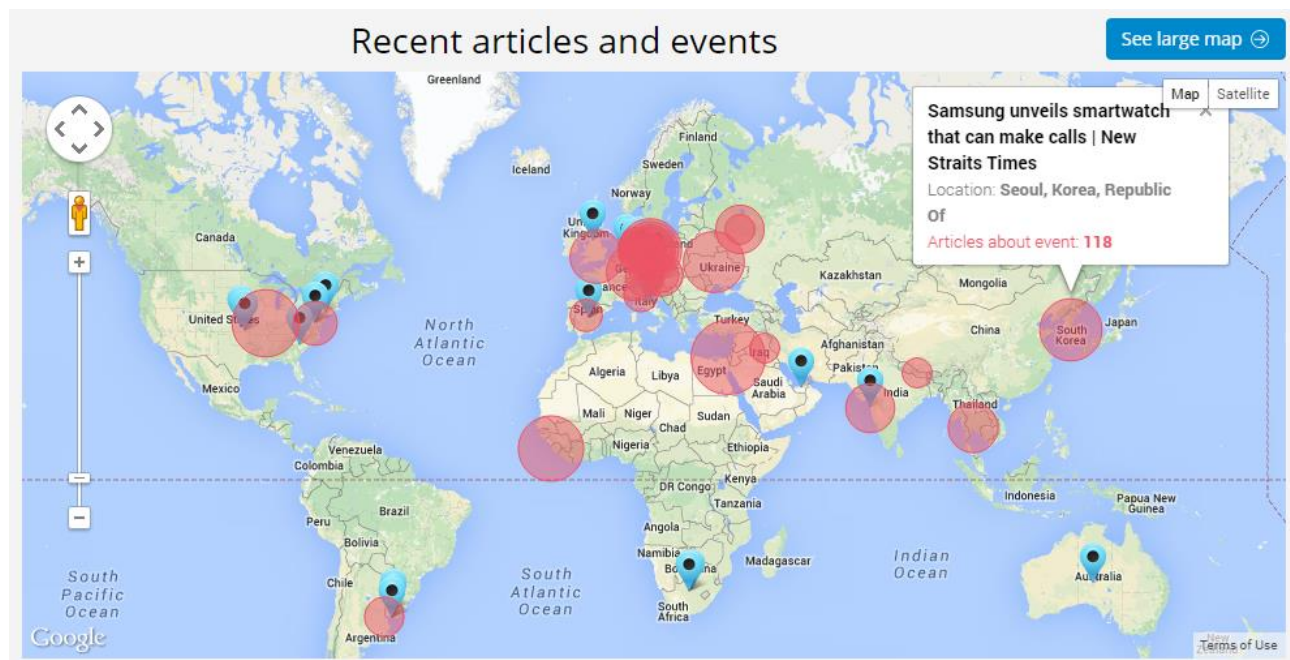 Recent articles and events
See large map
Map
Satellite
Samsung unveils smartwatch
that can make calls | New
Straits Times
Location: Seoul, Korea, Republic
Of
Articles about event: 118
Greenland
Finland
Iceland
Sweden
Norway
Canada
Kingdom
Ukraine
Kazakhstan
Mongolia
United States
Italy
Spain
Turkey
North
Atlantic
Ocean
China
South
Korea
Japan
Iraq
Afghanistan
Algeria
Libya
Egypt
Pakistan
Mexico
Saudi
Arabia
India
Mali
Niger
Chad
Sudan
Thailand
Nigeria
Ethiopia
Venezuela
Colombia
Kenya
DR Congo
Tanzania
Indonesia
Papua New
Guinea
Peru
Brazil
Angola
Bolivia
Namibia
Madagascar
Indian
Ocean
South
Pacific
Ocean
Chile
South
Atlantic
Ocean
Australia
South
Africa
Argentina
Google
Terms of Use